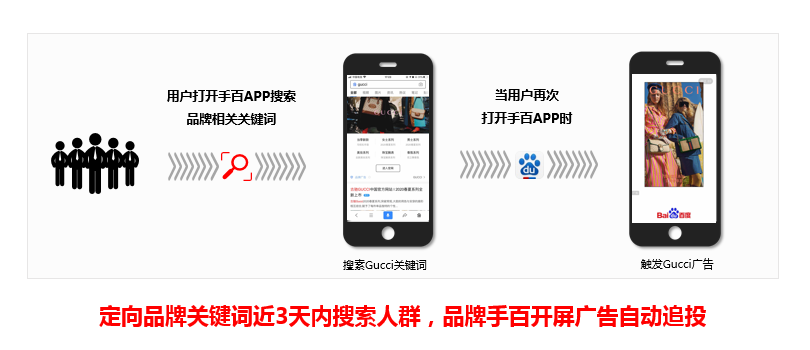 用户打开手百APP搜索
品牌相关关键词
当用户再次
打开手百APP时
gucci
GUCCI
du
Bai du 百度
搜索Gucci关键词
触发Gucci广告
定向品牌关键词近3天内搜索人群，品牌手百开屏广告自动追投